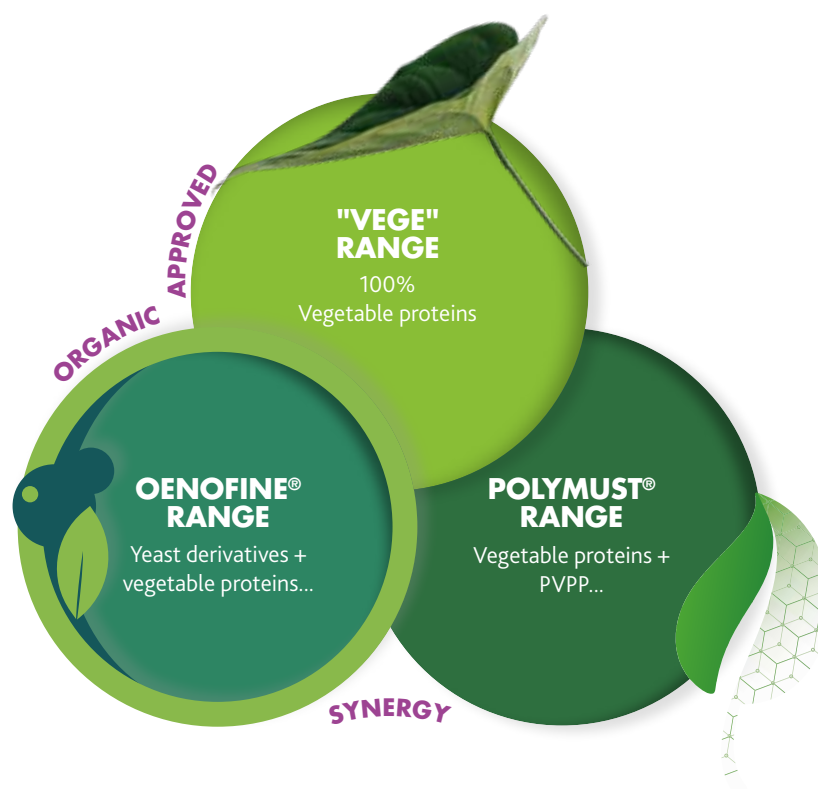 ORGANIC APPROVED
"VEGE"
RANGE
100%
Vegetable proteins
OENOFINE®
RANGE
Yeast derivatives +
vegetable proteins...
POLYMUST®
RANGE
Vegetable proteins +
PVPP...
SYNERGY